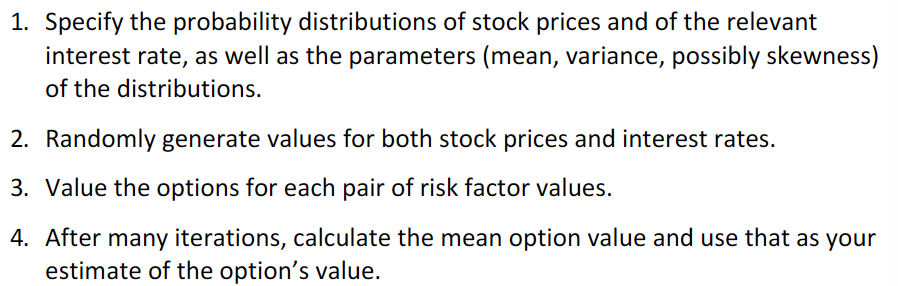 1. Specify the probability distributions of stock prices and of the relevant
interest rate, as well as the parameters (mean, variance, possibly skewness)
of the distributions.
2. Randomly generate values for both stock prices and interest rates.
3. Value the options for each pair of risk factor values.
4. After many iterations, calculate the mean option value and use that as your
estimate of the option’s value.